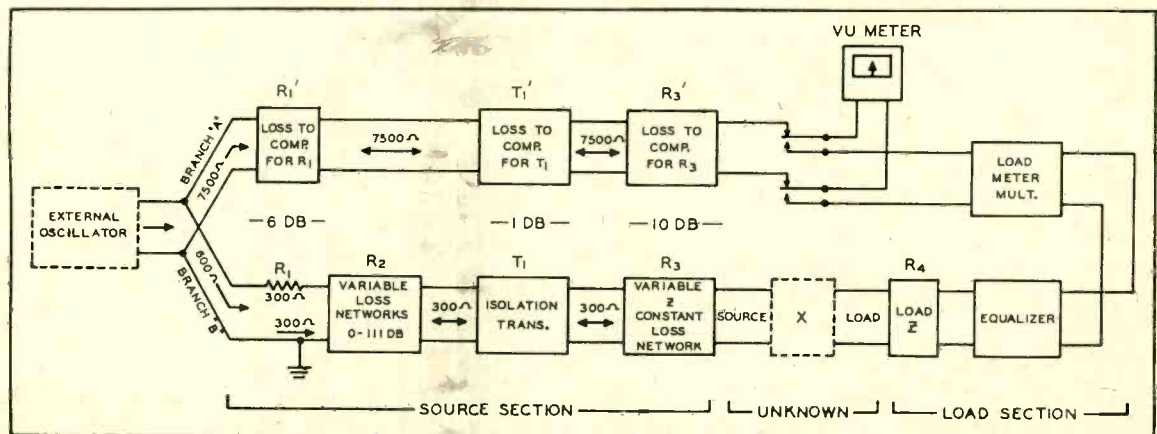 VU METER
R1'
T1'
R3'
LOSS TO
COMP.
FOR R1
7500Ω
LOSS TO
COMP.
FOR T1
7500Ω
LOSS TO
COMP.
FOR R3
LOAD
METER
MULT.
BRANCH "A"
7500Ω
EXTERNAL
OSCILLATOR
600Ω
BRANCH "B"
—6 DB—
—1 DB—
—10 DB—
R1
300Ω
300Ω
R2
VARIABLE
LOSS
NETWORKS
0-111 DB
300Ω
T1
ISOLATION
TRANS.
300Ω
R3
VARIABLE
Z
CONSTANT
LOSS
NETWORK
SOURCE
X
LOAD
R4
LOAD
Z
EQUALIZER
SOURCE SECTION
UNKNOWN
LOAD SECTION